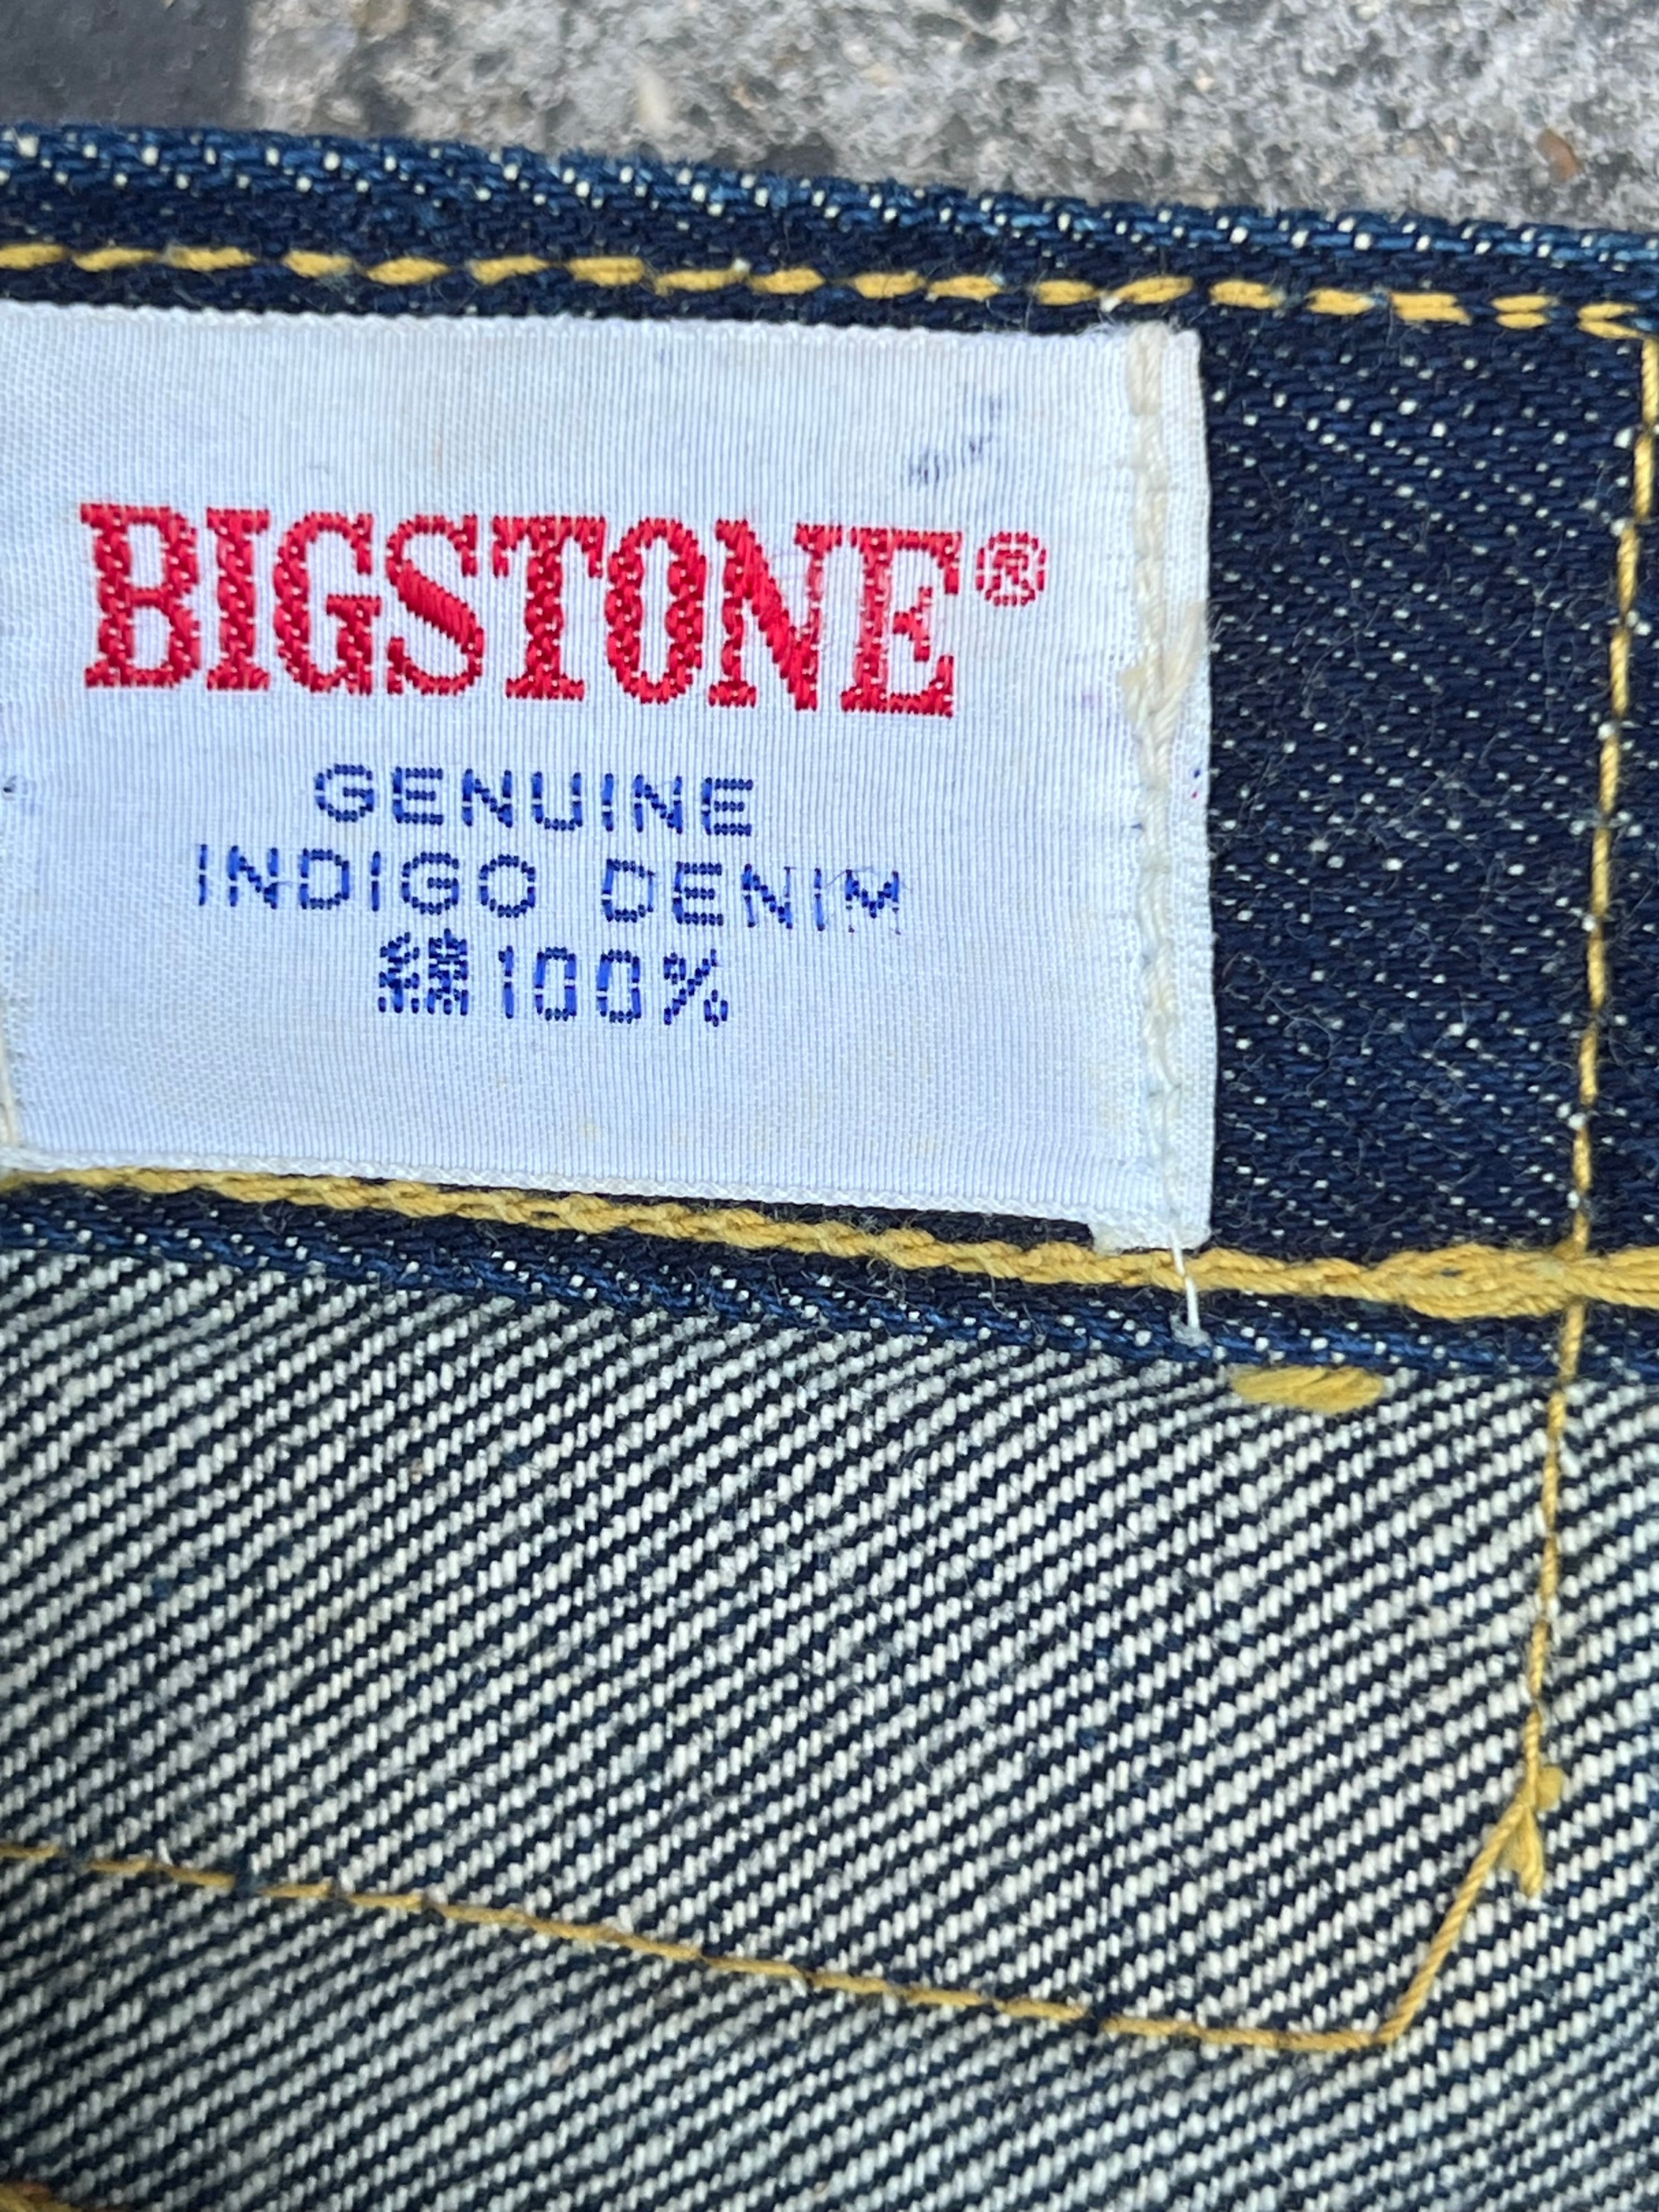 BIGSTONE®
GENUINE
INDIGO DENIM
綿100%